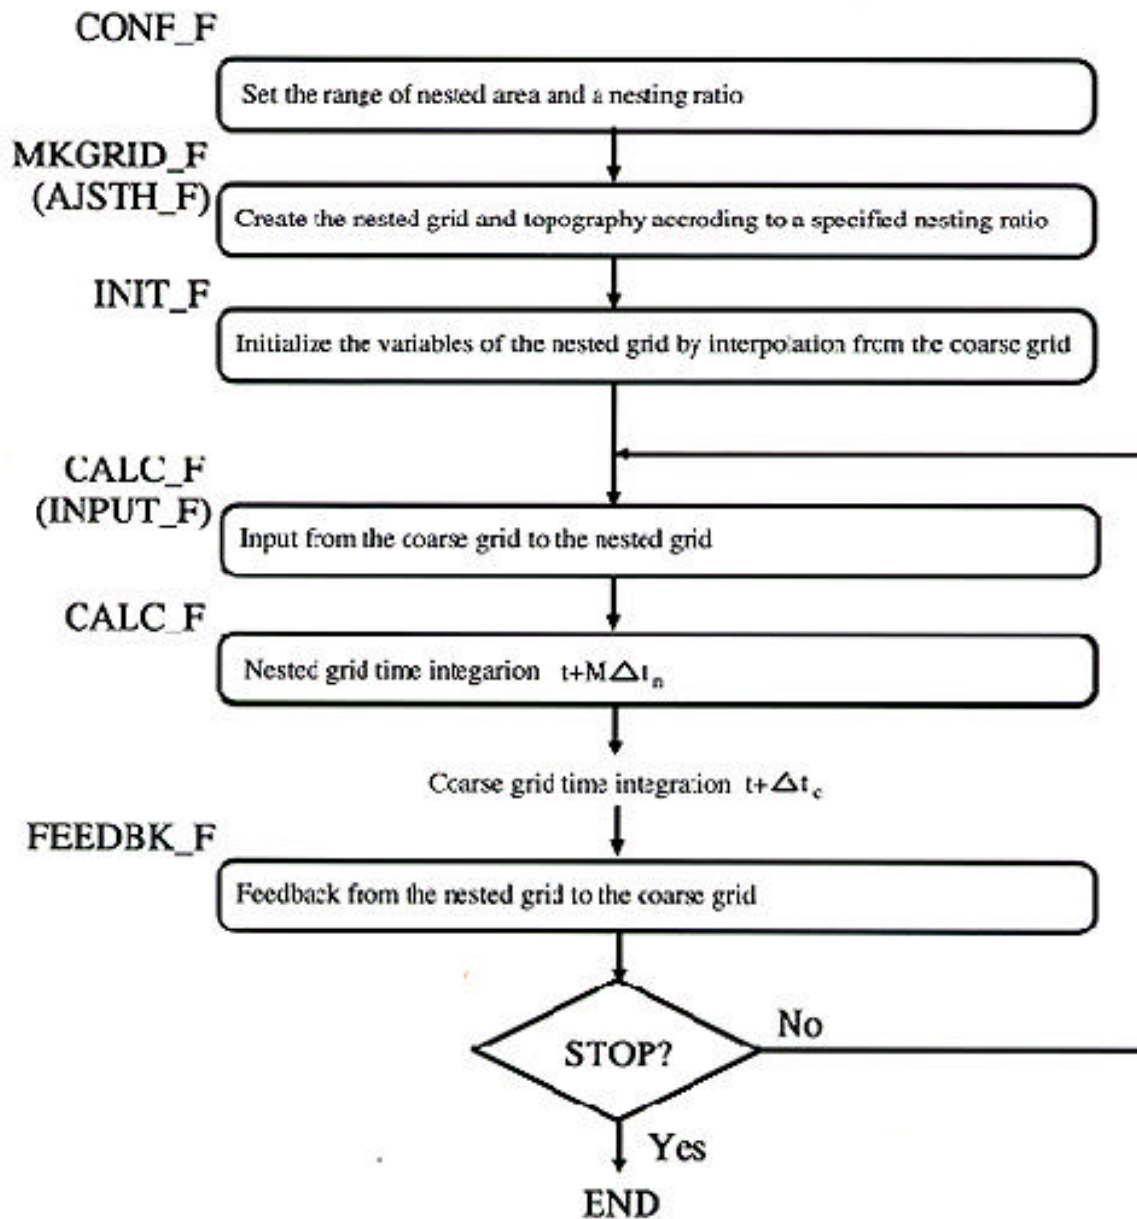 CONF_F
Set the range of nested area and a nesting ratio
MKGRID_F
(AJSTH_F)
Create the nested grid and topography accroding to a specified nesting ratio
INIT_F
Initialize the variables of the nested grid by interpolation from the coarse grid
CALC_F
(INPUT_F)
Input from the coarse grid to the nested grid
CALC_F
Nested grid time integarion t+M△tn
Coarse grid time integration t+△tc
FEEDBK_F
Feedback from the nested grid to the coarse grid
STOP?
No
Yes
END